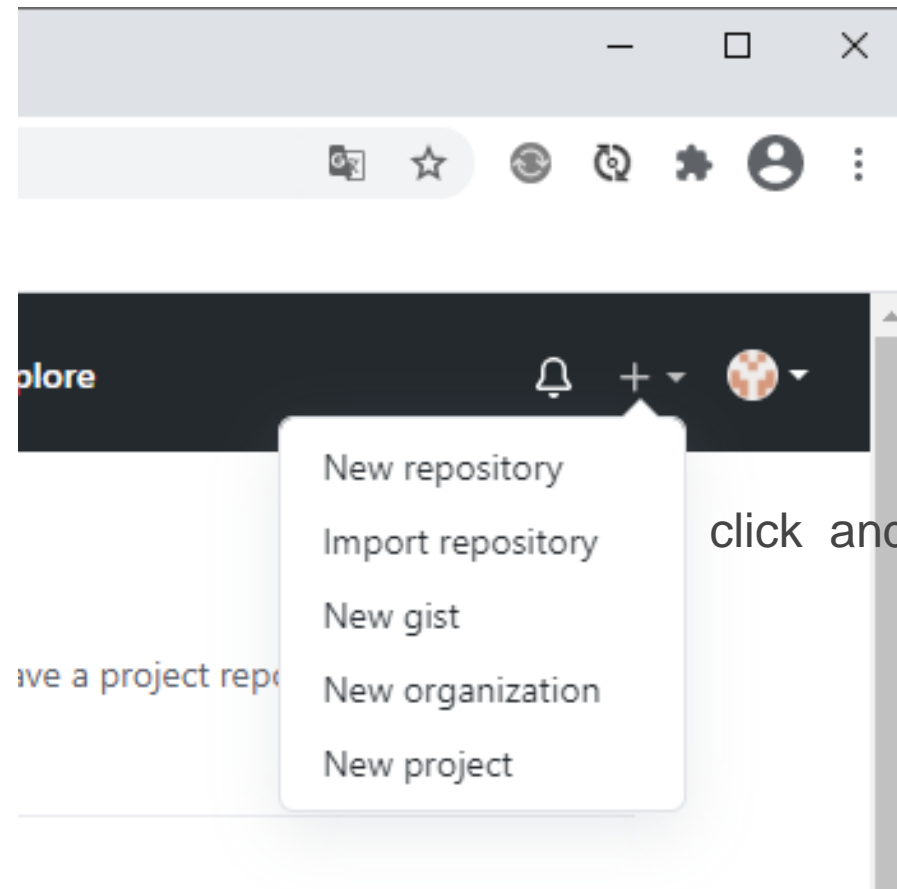 plore
New repository
Import repository
click and
New gist
ave a project repo
New organization
New project